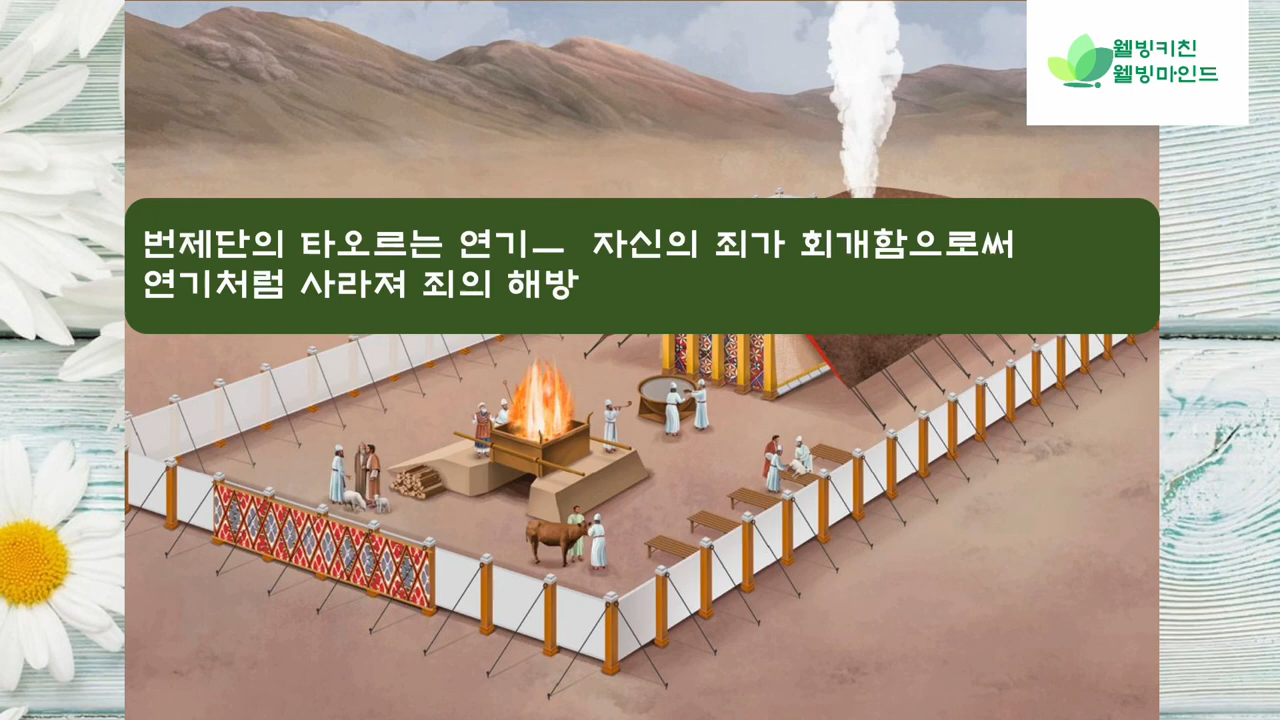 웰빙키친
웰빙마인드
번제단의 타오르는 연기ㅡ 자신의 죄가 회개함으로써
연기처럼 사라져 죄의 해방